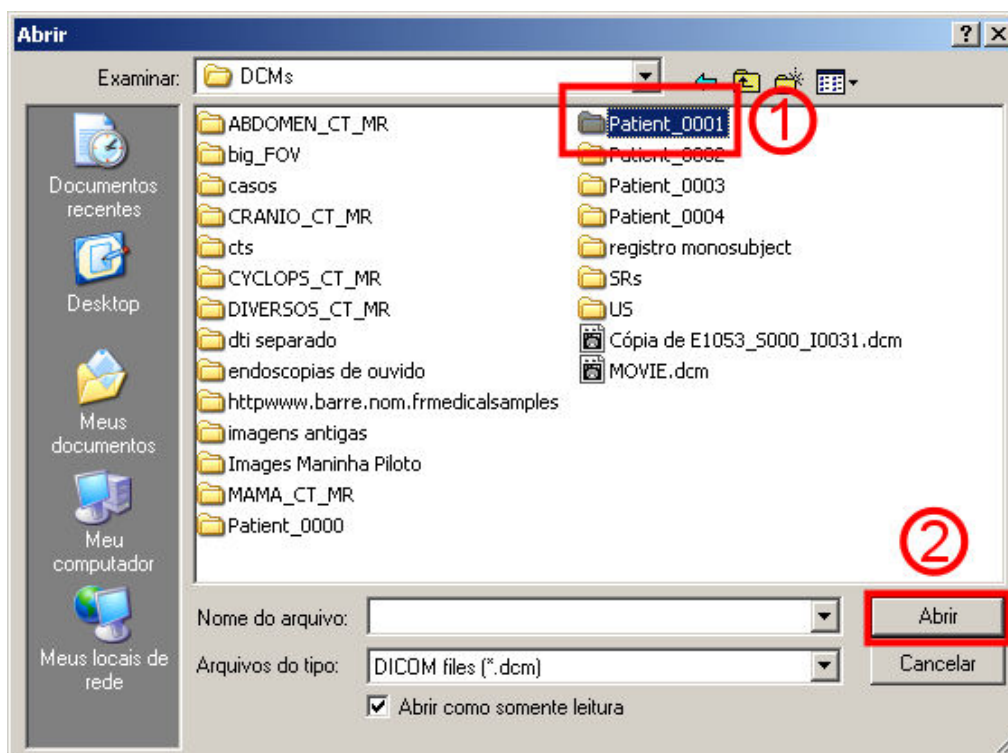 Abrir
Examinar:
DCMs
Documentos
recentes
Desktop
Meus
documentos
Meu
computador
Meus locais de
rede
ABDOMEN_CT_MR
big_FOV
casos
CRANIO_CT_MR
cts
CYCLOPS_CT_MR
DIVERSOS_CT_MR
dti separado
endoscopias de ouvido
httpwww.barre.nom.frmedicalsamples
imagens antigas
Images Maninha Piloto
MAMA_CT_MR
Patient_0000
Patient_0001
1
Patient_0002
Patient_0003
Patient_0004
registro monosubject
SRs
US
Cópia de E1053_S000_I0031.dcm
MOVIE.dcm
2
Nome do arquivo:
Abrir
Arquivos do tipo:
DICOM files (*.dcm)
Cancelar
Abrir como somente leitura